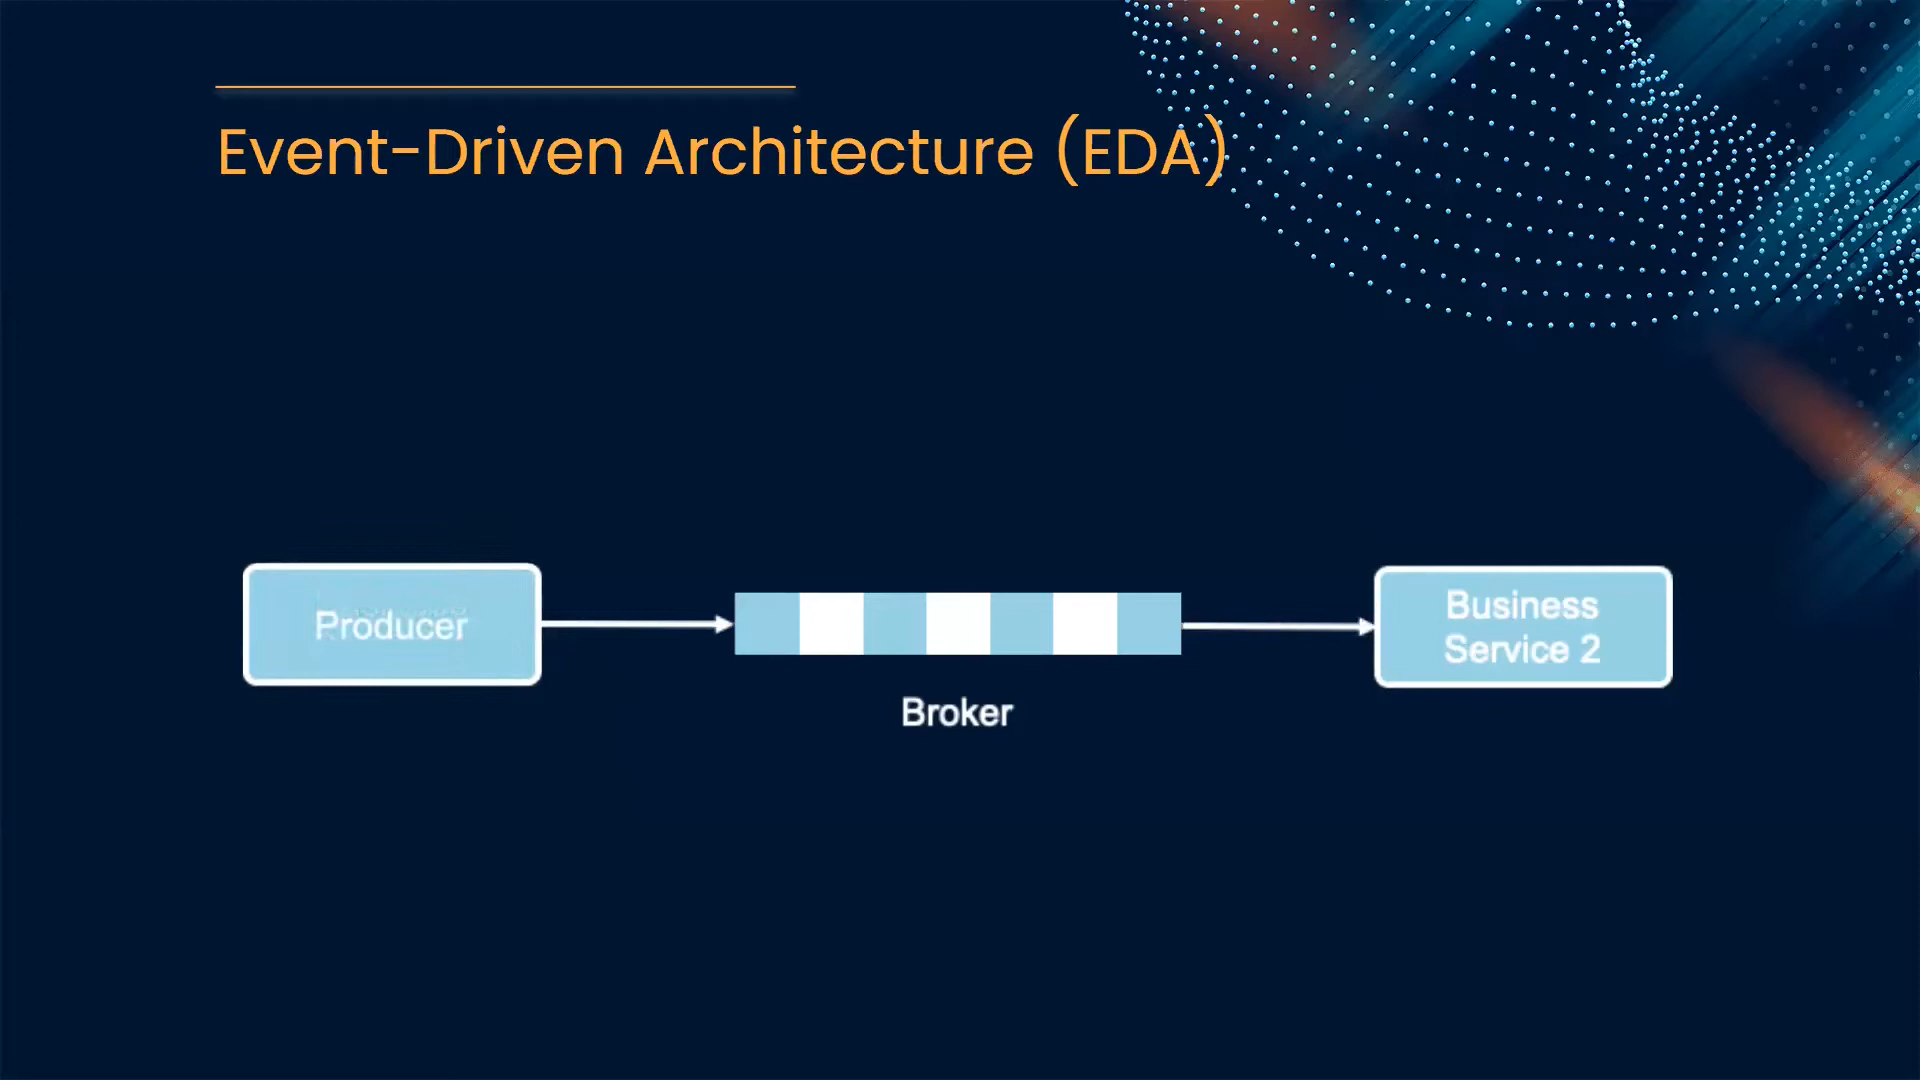 Event-Driven Architecture (EDA)
Producer
Broker
Business
Service 2